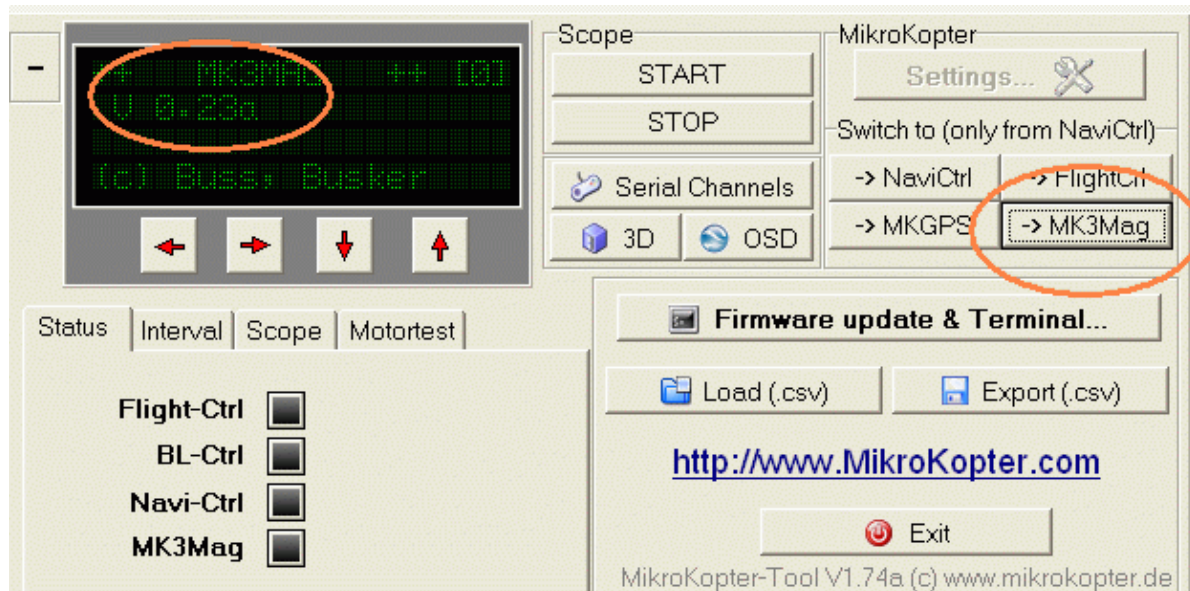 -
++ MK3MAG ++ [0]
V 0.23a
(c) Buss, Busker
Scope
START
STOP
Serial Channels
3D
OSD
MikroKopter
Settings...
Switch to (only from NaviCtrl)
-> NaviCtrl
-> FlightCtrl
-> MKGPS
-> MK3Mag
Status
Interval
Scope
Motortest
Flight-Ctrl
BL-Ctrl
Navi-Ctrl
MK3Mag
Firmware update & Terminal...
Load (.csv)
Export (.csv)
http://www.MikroKopter.com
Exit
MikroKopter-Tool V1.74a (c) www.mikrokopter.de